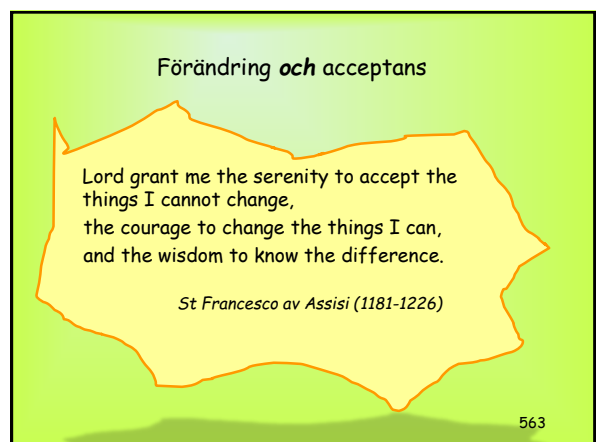 Förändring och acceptans
Lord grant me the serenity to accept the
things I cannot change,
the courage to change the things I can,
and the wisdom to know the difference.
St Francesco av Assisi (1181-1226)
563